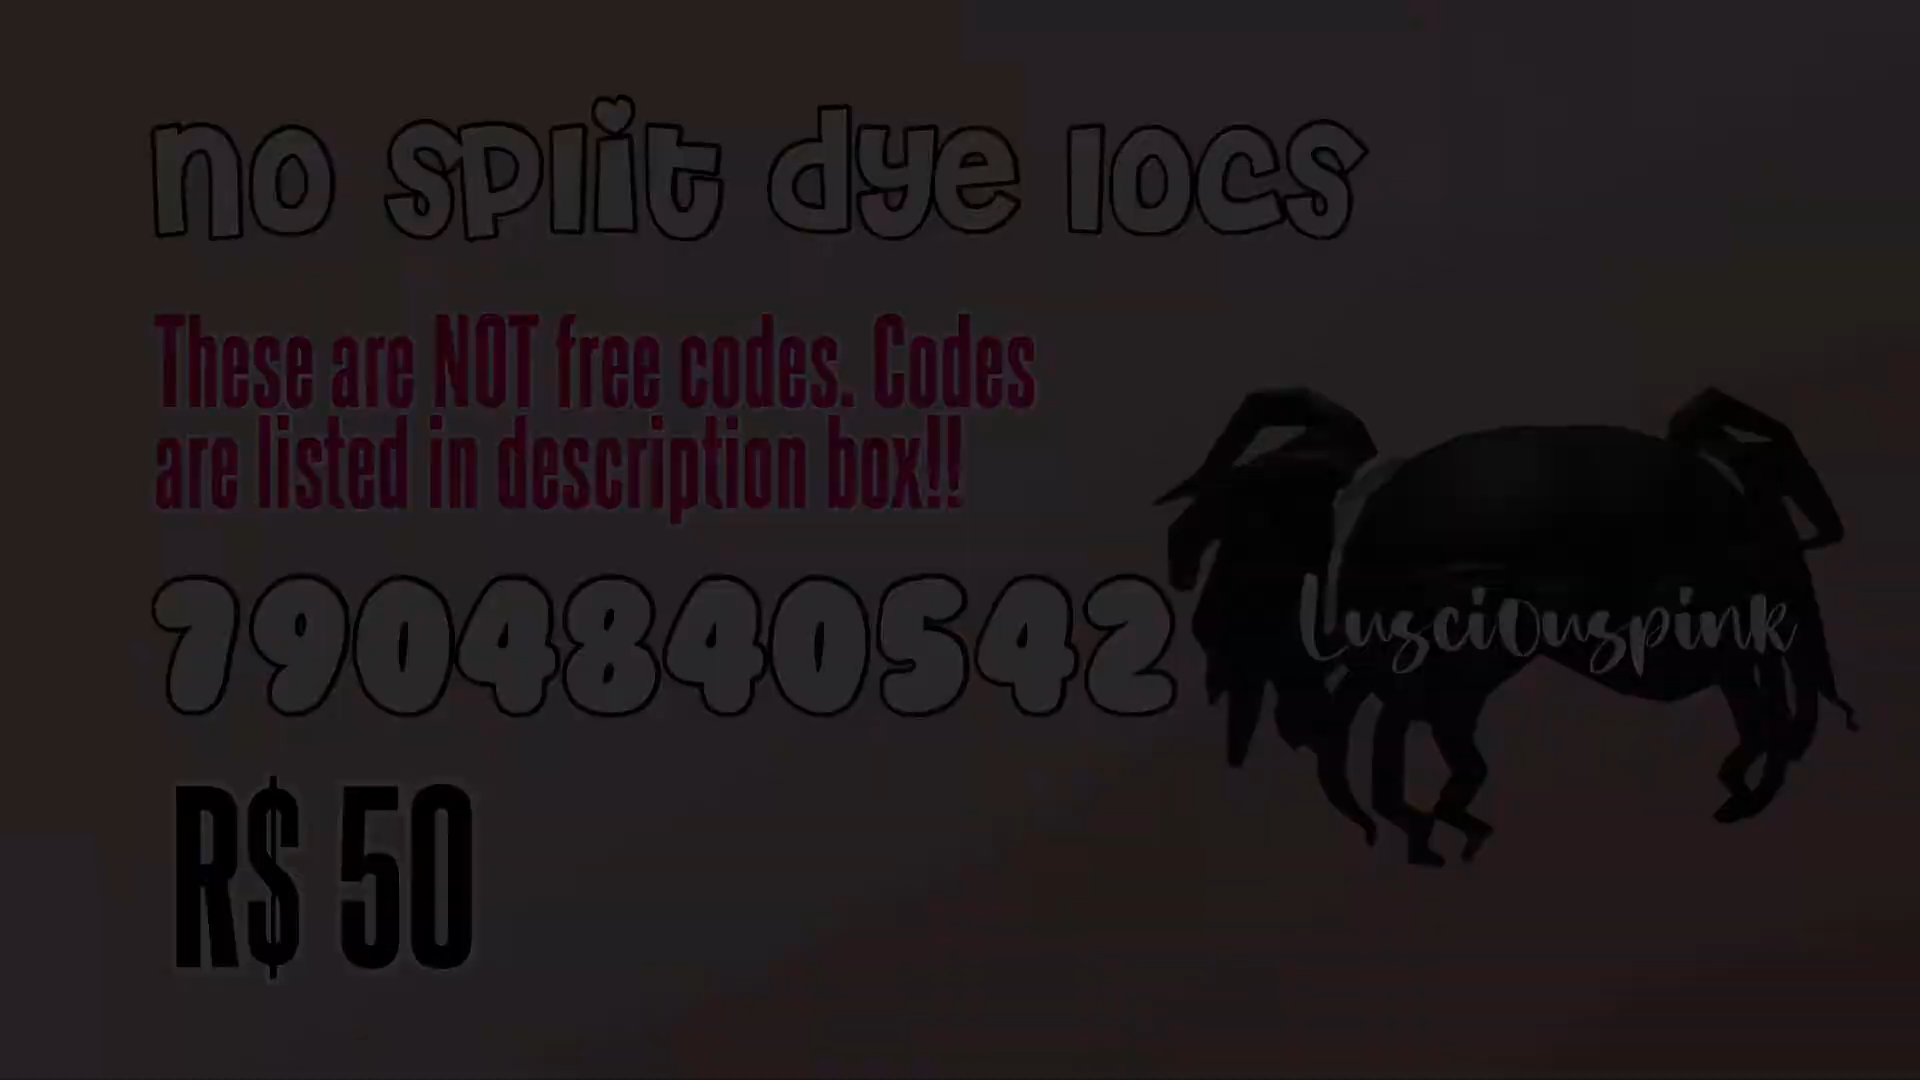 no split dye locs
These are NOT free codes. Codes
are listed in description box!!
7904840542
Lusciouspink
R$ 50